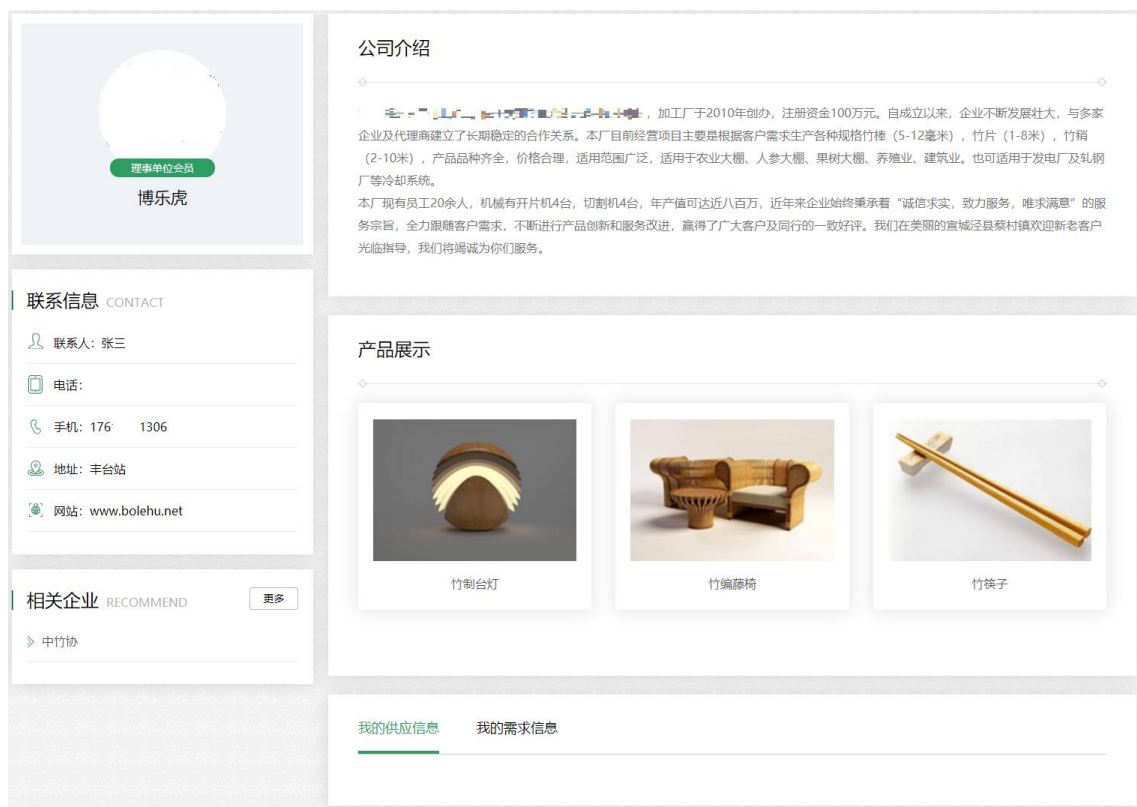 理事单位会员
博乐虎
联系信息 CONTACT
联系人：张三
电话：
手机：176 1306
地址：丰台站
网站：www.bolehu.net
相关企业 RECOMMEND
更多
中竹协
公司介绍
，加工厂于2010年创办，注册资金100万元。自成立以来，企业不断发展壮大，与多家
企业及代理商建立了长期稳定的合作关系。本厂目前经营项目主要是根据客户需求生产各种规格竹棒（5-12毫米），竹片（1-8米），竹稍
（2-10米），产品品种齐全，价格合理，适用范围广泛，适用于农业大棚、人参大棚、果树大棚、养殖业、建筑业。也可适用于发电厂及轧钢
厂等冷却系统。
本厂现有员工20余人，机械有开片机4台，切割机4台，年产值可达近八百万，近年来企业始终秉承着“诚信求实，致力服务，唯求满意”的服
务宗旨，全力跟随客户需求，不断进行产品创新和服务改进，赢得了广大客户及同行的一致好评。我们在美丽的宣城泾县蔡村镇欢迎新老客户
光临指导，我们将竭诚为你们服务。
产品展示
竹制台灯
竹编藤椅
竹筷子
我的供应信息 我的需求信息